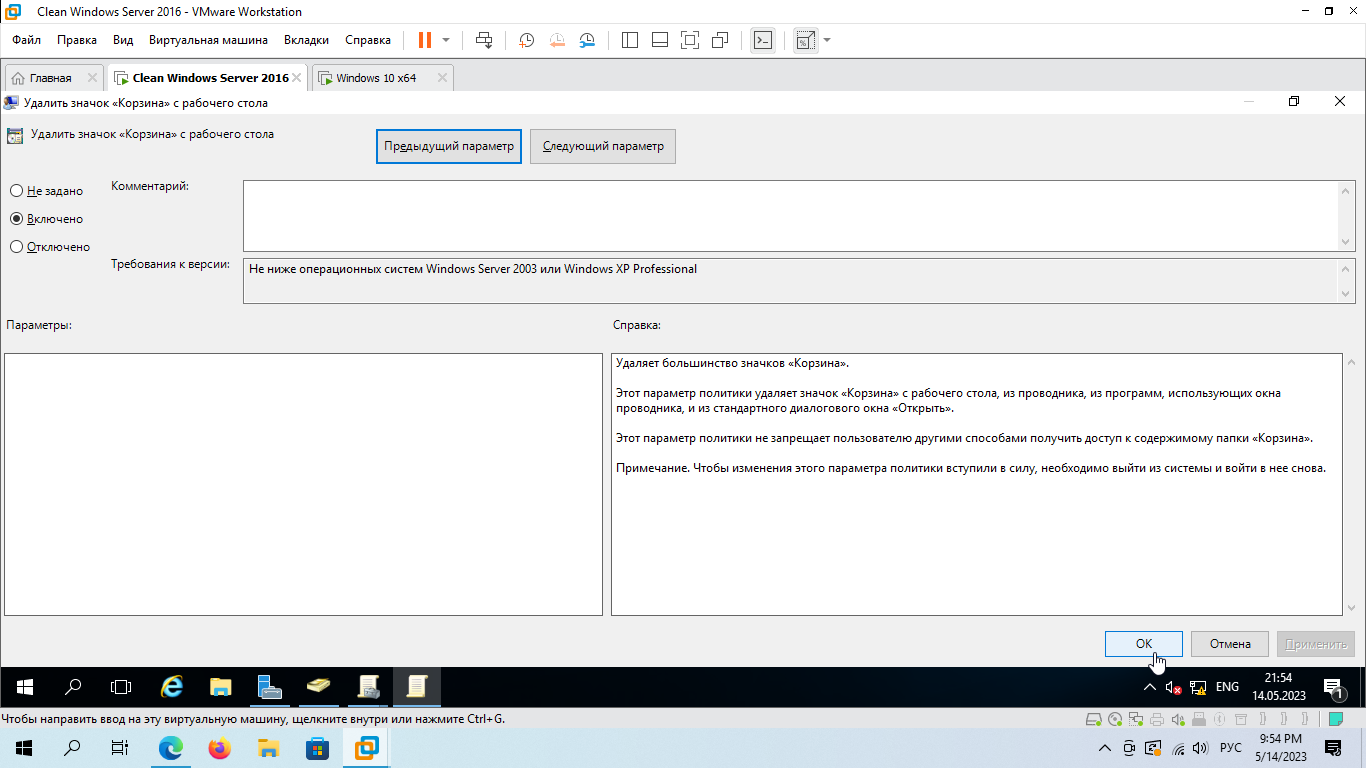 Clean Windows Server 2016 - VMware Workstation
Файл Правка Вид Виртуальная машина Вкладки Справка
Главная Clean Windows Server 2016 Windows 10 x64
Удалить значок «Корзина» с рабочего стола
Удалить значок «Корзина» с рабочего стола
Предыдущий параметр Следующий параметр
Не задано
Включено
Отключено
Комментарий:
Требования к версии:
Не ниже операционных систем Windows Server 2003 или Windows XP Professional
Параметры:
Справка:
Удаляет большинство значков «Корзина».
Этот параметр политики удаляет значок «Корзина» с рабочего стола, из проводника, из программ, использующих окна
проводника, и из стандартного диалогового окна «Открыть».
Этот параметр политики не запрещает пользователю другими способами получить доступ к содержимому папки «Корзина».
Примечание. Чтобы изменения этого параметра политики вступили в силу, необходимо выйти из системы и войти в нее снова.
ОК Отмена Применить
ENG
21:54
14.05.2023
1
Чтобы направить ввод на эту виртуальную машину, щелкните внутри или нажмите Ctrl+G.
РУС
9:54 PM
5/14/2023